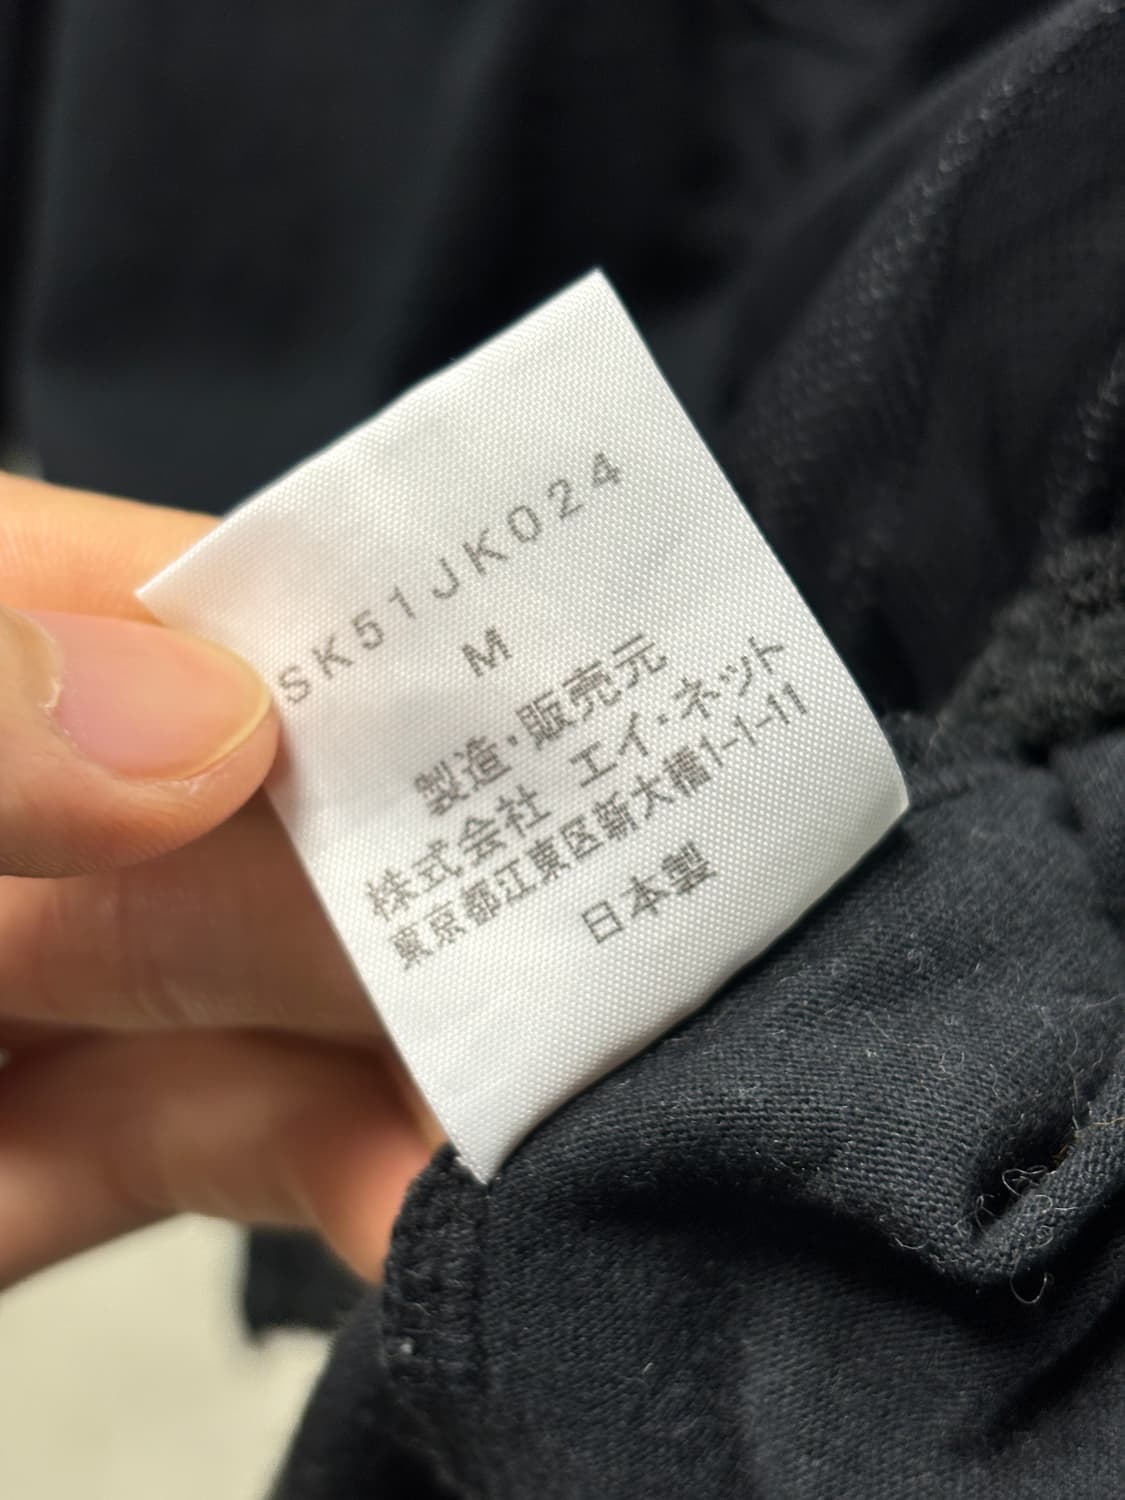 SK51JK024
M
製造・販売元
株式会社 エイ・ネット
東京都江東区新大橋1-1-11
日本製